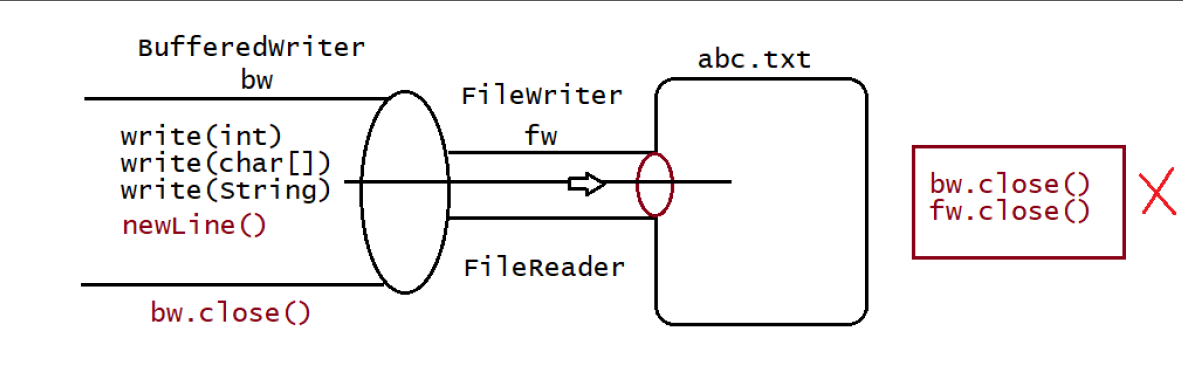 BufferedWriter
bw
write(int)
write(char[])
write(String)
newLine()
bw.close()
FileWriter
fw
FileReader
abc.txt
bw.close()
fw.close()